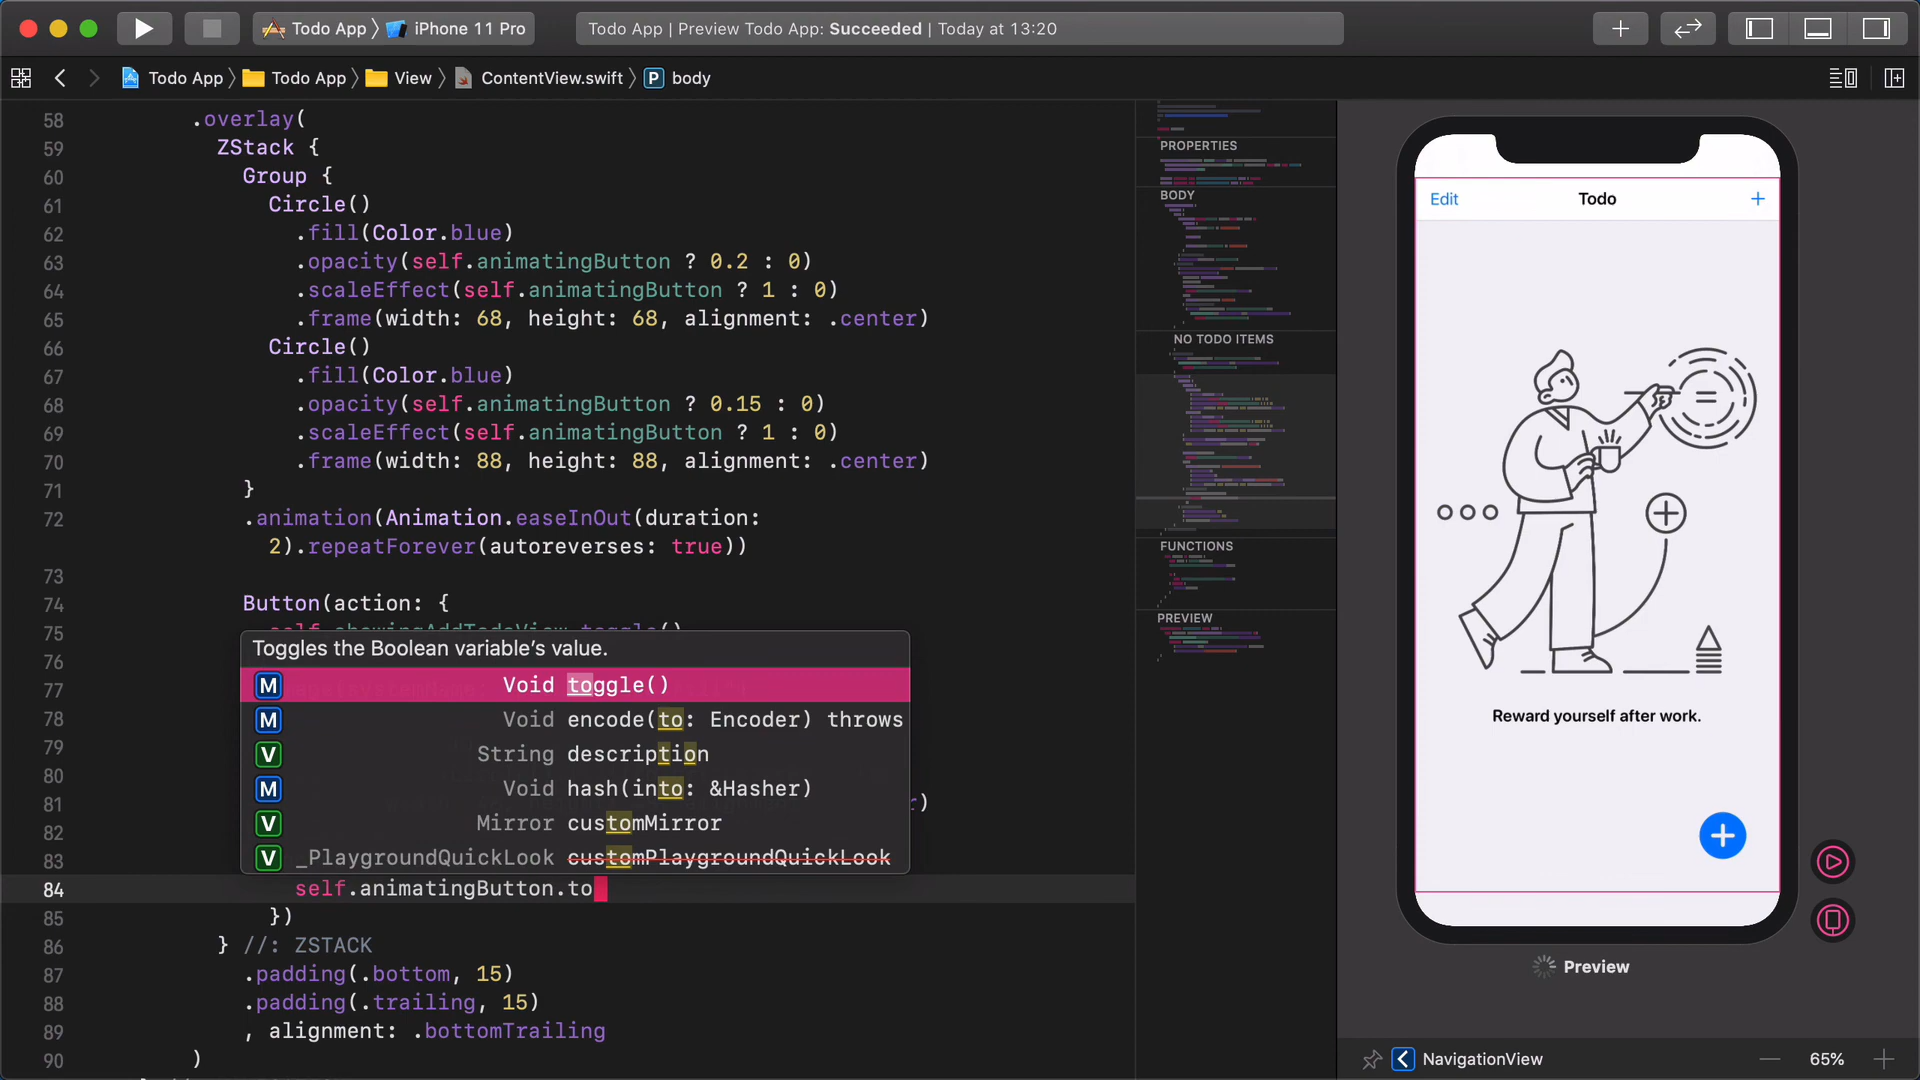 Todo App 〉 iPhone 11 Pro
Todo App | Preview Todo App: Succeeded | Today at 13:20
Todo App 〉 Todo App 〉 View 〉 ContentView.swift 〉 P body
58 .overlay(
59 ZStack {
60 Group {
61 Circle()
62 .fill(Color.blue)
63 .opacity(self.animatingButton ? 0.2 : 0)
64 .scaleEffect(self.animatingButton ? 1 : 0)
65 .frame(width: 68, height: 68, alignment: .center)
66 Circle()
67 .fill(Color.blue)
68 .opacity(self.animatingButton ? 0.15 : 0)
69 .scaleEffect(self.animatingButton ? 1 : 0)
70 .frame(width: 88, height: 88, alignment: .center)
71 }
72 .animation(Animation.easeInOut(duration:
2).repeatForever(autoreverses: true))
73
74 Button(action: {
75 self.showingAddTodoView.toggle()
76
77
78
79
80
81 )
82
83
Toggles the Boolean variable's value.
M Void toggle()
M Void encode(to: Encoder) throws
V String description
M Void hash(into: &Hasher)
V Mirror customMirror
V _PlaygroundQuickLook customPlaygroundQuickLook
84 self.animatingButton.to
85 })
86 } //: ZSTACK
87 .padding(.bottom, 15)
88 .padding(.trailing, 15)
89 , alignment: .bottomTrailing
90 )
PROPERTIES
BODY
NO TODO ITEMS
FUNCTIONS
PREVIEW
Edit Todo +
Reward yourself after work.
Preview
NavigationView
65%